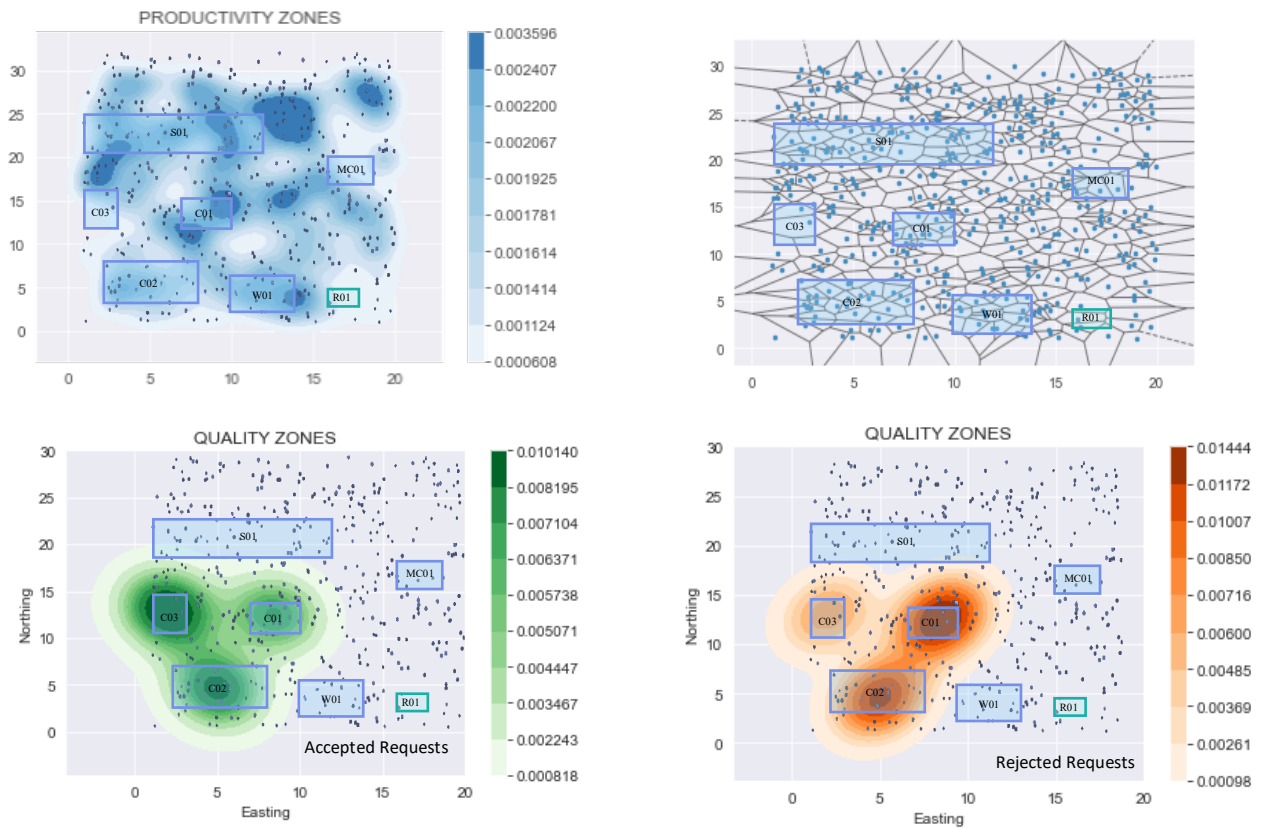 PRODUCTIVITY ZONES
30
25
20
15
10
5
0
0 5 10 15 20
S01
MC01
C03
C01
C02
W01
R01
0.003596
0.002407
0.002200
0.002067
0.001925
0.001781
0.001614
0.001414
0.001124
0.000608
30
25
20
15
10
5
0
0 5 10 15 20
S01
MC01
C03
C01
C02
W01
R01
QUALITY ZONES
Northing
30
25
20
15
10
5
0
0 5 10 15 20
Easting
S01
MC01
C03
C01
C02
W01
R01
Accepted Requests
0.010140
0.008195
0.007104
0.006371
0.005738
0.005071
0.004447
0.003467
0.002243
0.000818
QUALITY ZONES
Northing
30
25
20
15
10
5
0
0 5 10 15 20
Easting
S01
MC01
C03
C01
C02
W01
R01
Rejected Requests
0.01444
0.01172
0.01007
0.00850
0.00716
0.00600
0.00485
0.00369
0.00261
0.00098